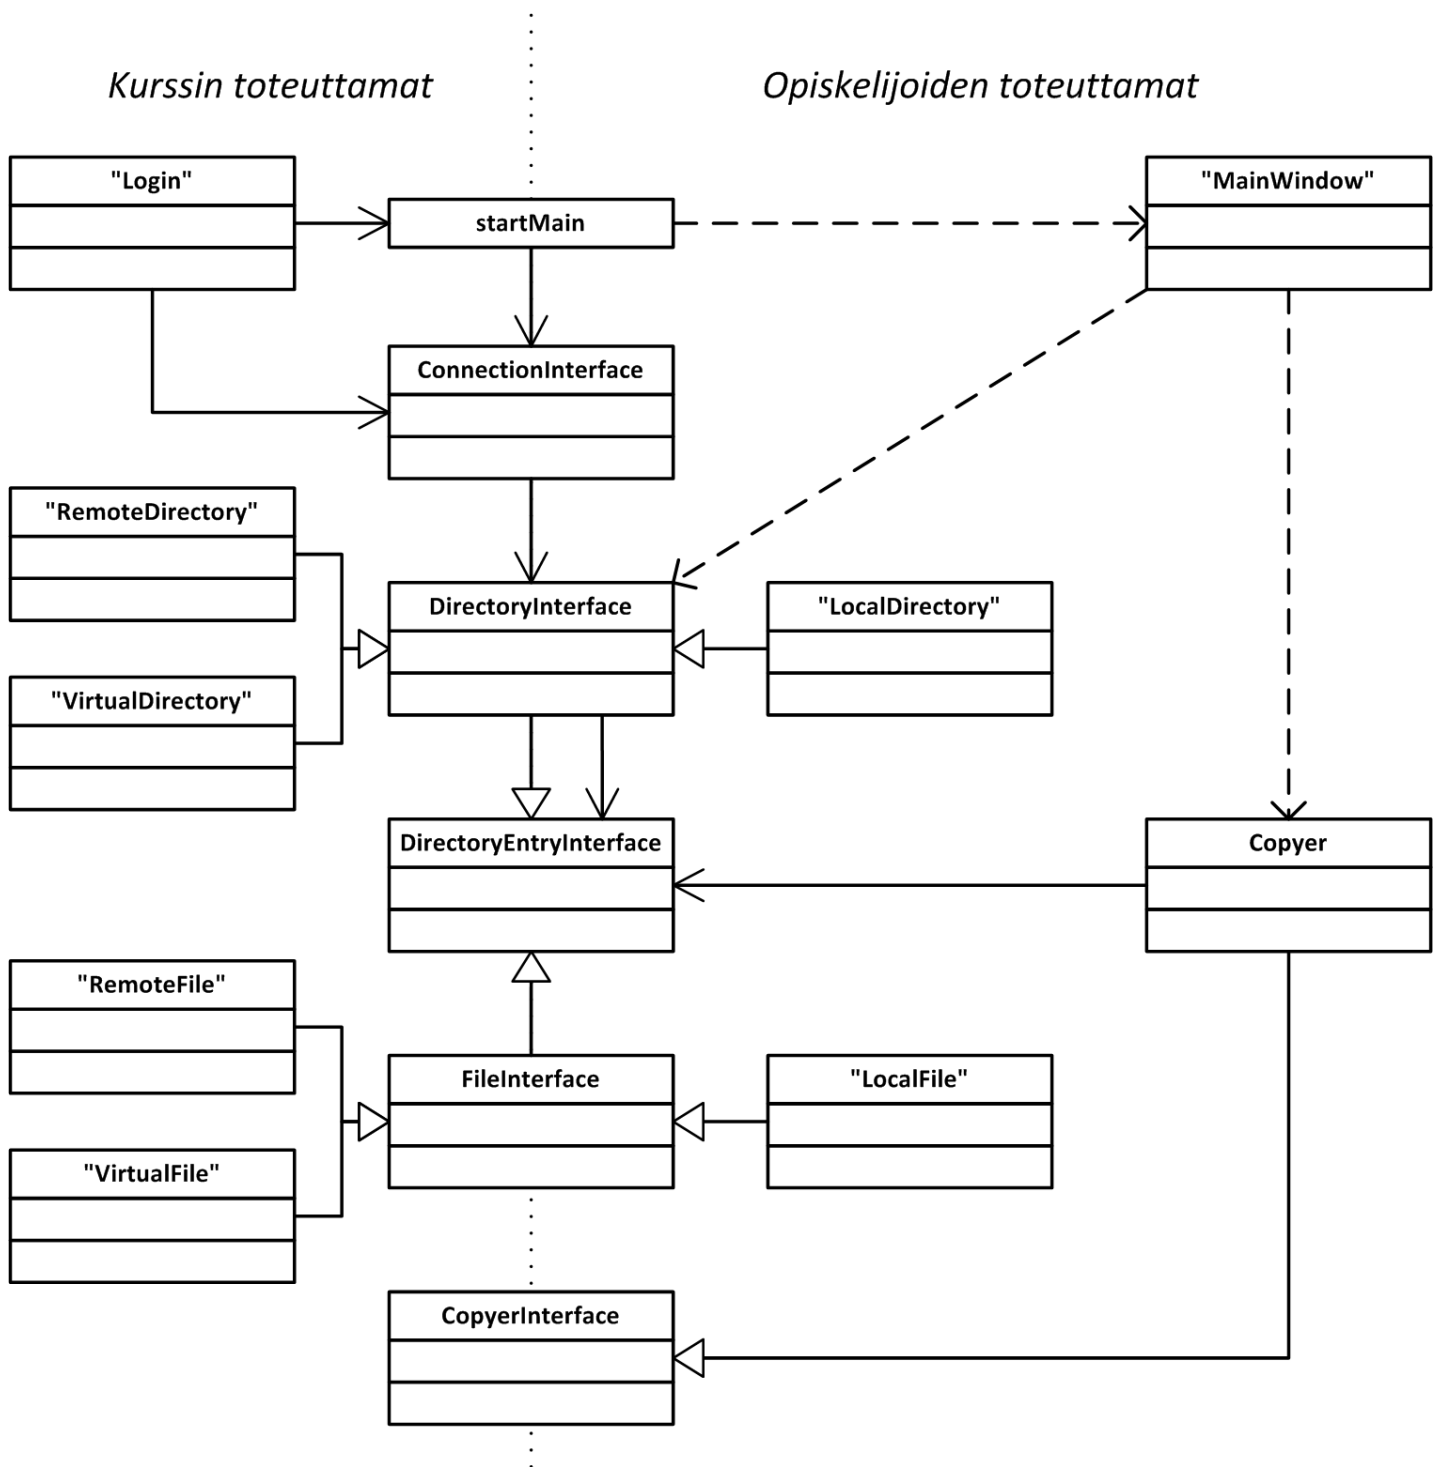 Kurssin toteuttamat
Opiskelijoiden toteuttamat
"Login"
startMain
"MainWindow"
ConnectionInterface
"RemoteDirectory"
DirectoryInterface
"LocalDirectory"
"VirtualDirectory"
DirectoryEntryInterface
Copyer
"RemoteFile"
FileInterface
"LocalFile"
"VirtualFile"
CopyerInterface